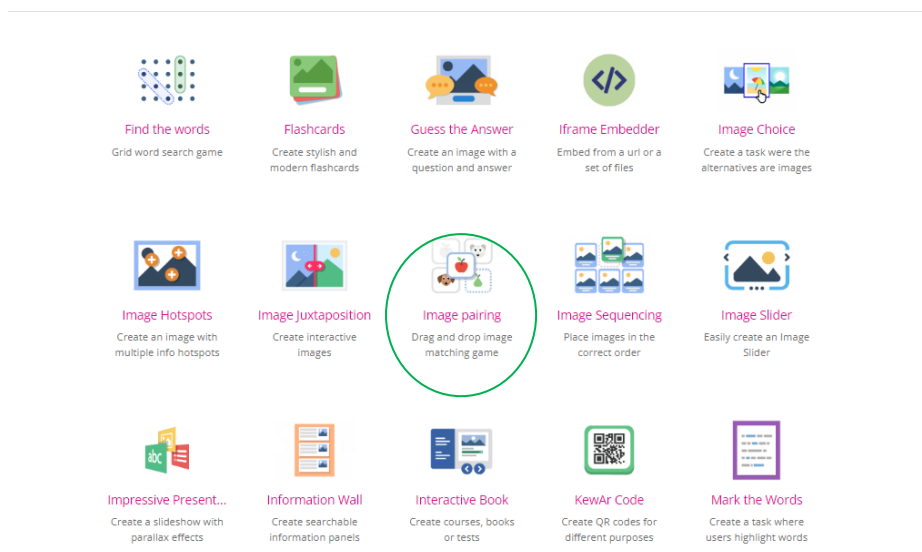 Find the words
Grid word search game
Flashcards
Create stylish and
modern flashcards
Guess the Answer
Create an image with a
question and answer
Iframe Embedder
Embed from a url or a
set of files
Image Choice
Create a task were the
alternatives are images
Image Hotspots
Create an image with
multiple info hotspots
Image Juxtaposition
Create interactive
images
Image pairing
Drag and drop image
matching game
Image Sequencing
Place images in the
correct order
Image Slider
Easily create an Image
Slider
abc
Impressive Present...
Create a slideshow with
parallax effects
Information Wall
Create searchable
information panels
Interactive Book
Create courses, books
or tests
KewAr Code
Create QR codes for
different purposes
Mark the Words
Create a task where
users highlight words